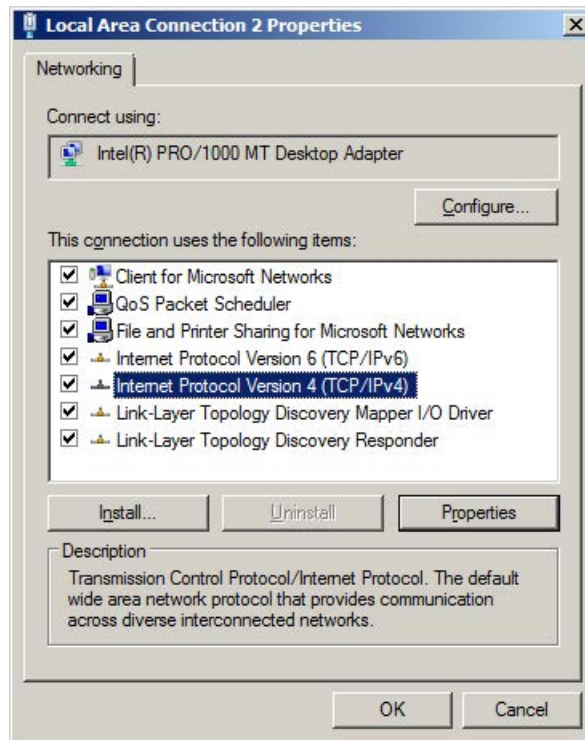 Local Area Connection 2 Properties
Networking
Connect using:
Intel(R) PRO/1000 MT Desktop Adapter
Configure...
This connection uses the following items:
Client for Microsoft Networks
QoS Packet Scheduler
File and Printer Sharing for Microsoft Networks
Internet Protocol Version 6 (TCP/IPv6)
Internet Protocol Version 4 (TCP/IPv4)
Link-Layer Topology Discovery Mapper I/O Driver
Link-Layer Topology Discovery Responder
Install... Uninstall Properties
Description
Transmission Control Protocol/Internet Protocol. The default
wide area network protocol that provides communication
across diverse interconnected networks.
OK Cancel